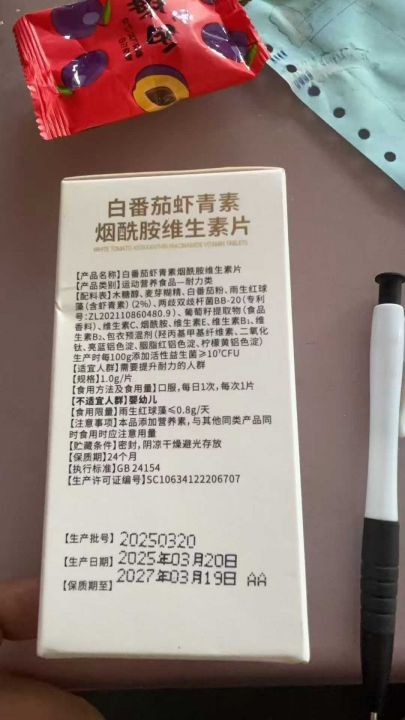 白番茄虾青素
烟酰胺维生素片
WHITE TOMATO ASTAXANTHIN NIACINAMIDE VITAMIN TABLETS
【产品名称】白番茄虾青素烟酰胺维生素片
【产品类别】运动营养食品—耐力类
【配料表】木糖醇、麦芽糊精、白番茄粉、雨生红球
藻(含虾青素)(2%)、两歧双歧杆菌BB-20(专利
号:ZL202110860480.9)、葡萄籽提取物(食品
香料)、维生素C、烟酰胺、维生素E、维生素B₁、维
生素B₂、包衣预混剂(羟丙基甲基纤维素、二氧化
钛、亮蓝铝色淀、胭脂红铝色淀、柠檬黄铝色淀)
生产时每100g添加活性益生菌≥10⁷CFU
【适宜人群】需要提升耐力的人群
【规格】1.0g/片
【食用方法及食用量】口服,每日1次,每次1片
【不适宜人群】婴幼儿
【食用限量】雨生红球藻≤0.8g/天
【注意事项】本品添加营养素,与其他同类产品同
时食用时应注意用量
【贮藏条件】密封,阴凉干燥避光存放
【保质期】24个月
【执行标准】GB 24154
【生产许可证编号】SC10634122206707
【生产批号】20250320
【生产日期】2025年03月20日
【保质期至】2027年03月19日 AA